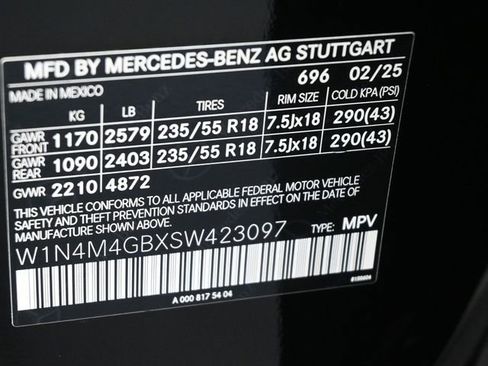 MFD BY MERCEDES-BENZ AG STUTTGART
696 02/25
MADE IN MEXICO
KG LB TIRES RIM SIZE COLD KPA (PSI)
GAWR FRONT 1170 2579 235/55 R18 7.5Jx18 290(43)
GAWR REAR 1090 2403 235/55 R18 7.5Jx18 290(43)
GVWR 2210 4872
THIS VEHICLE CONFORMS TO ALL APPLICABLE FEDERAL MOTOR VEHICLE
SAFETY, BUMPER AND THEFT PREVENTION STANDARDS IN EFFECT ON THE DATE
OF MANUFACTURE SHOWN ABOVE.
W1N4M4GBXSW423097 TYPE: MPV
A 000 817 54 04